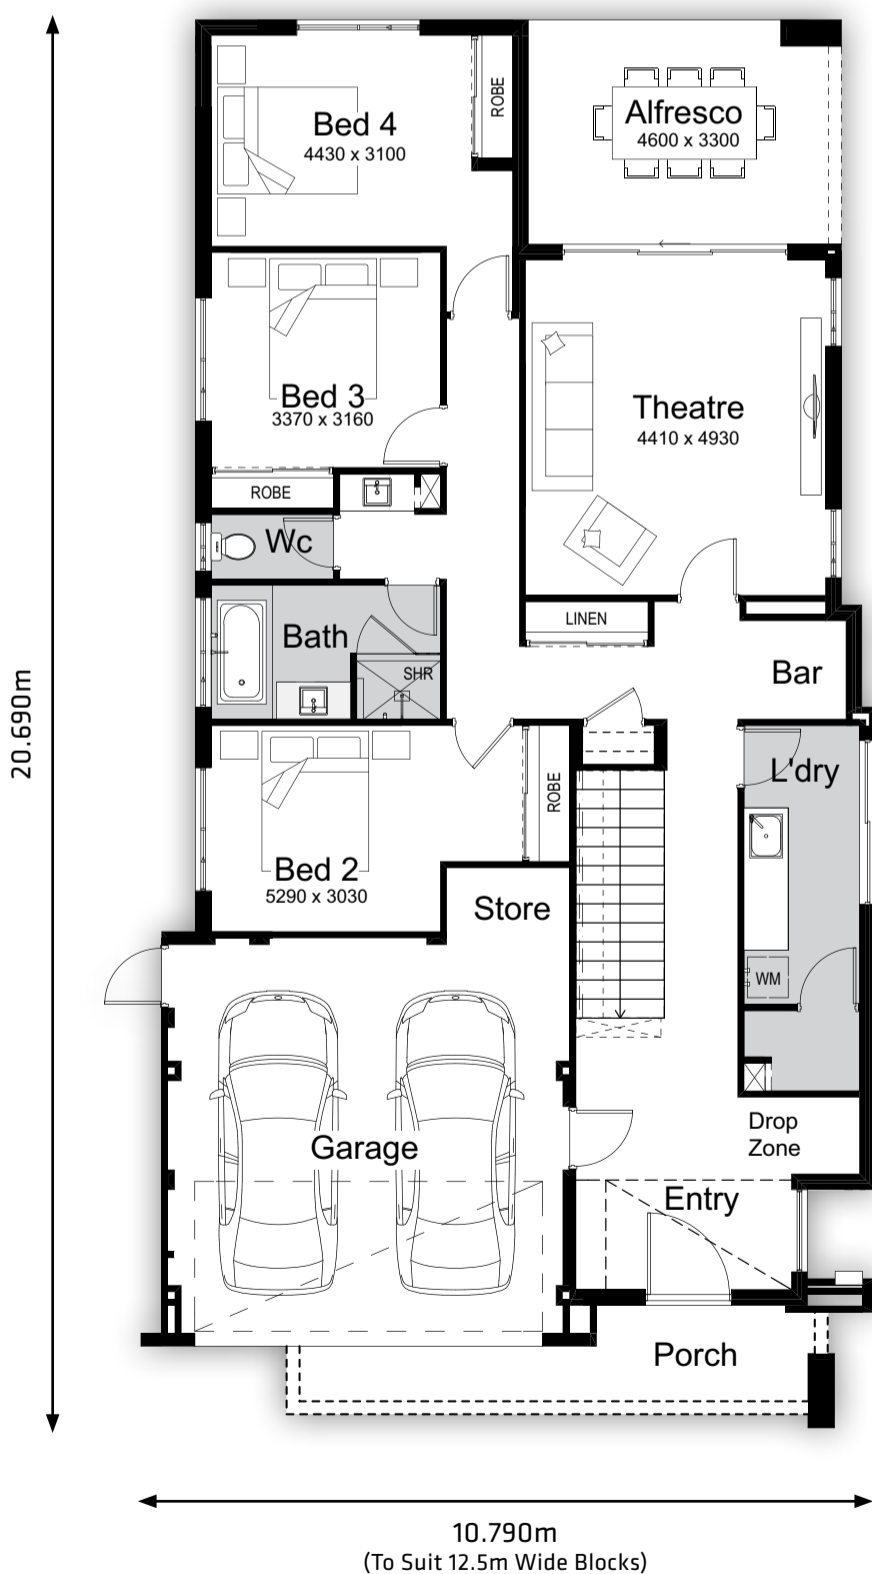 Bed 4
4430 x 3100
ROBE
Alfresco
4600 x 3300
Bed 3
3370 x 3160
ROBE
Theatre
4410 x 4930
Wc
Bath
SHR
LINEN
Bar
L'dry
WM
Bed 2
5290 x 3030
ROBE
Store
Garage
Drop
Zone
Entry
Porch
20.690m
10.790m
(To Suit 12.5m Wide Blocks)